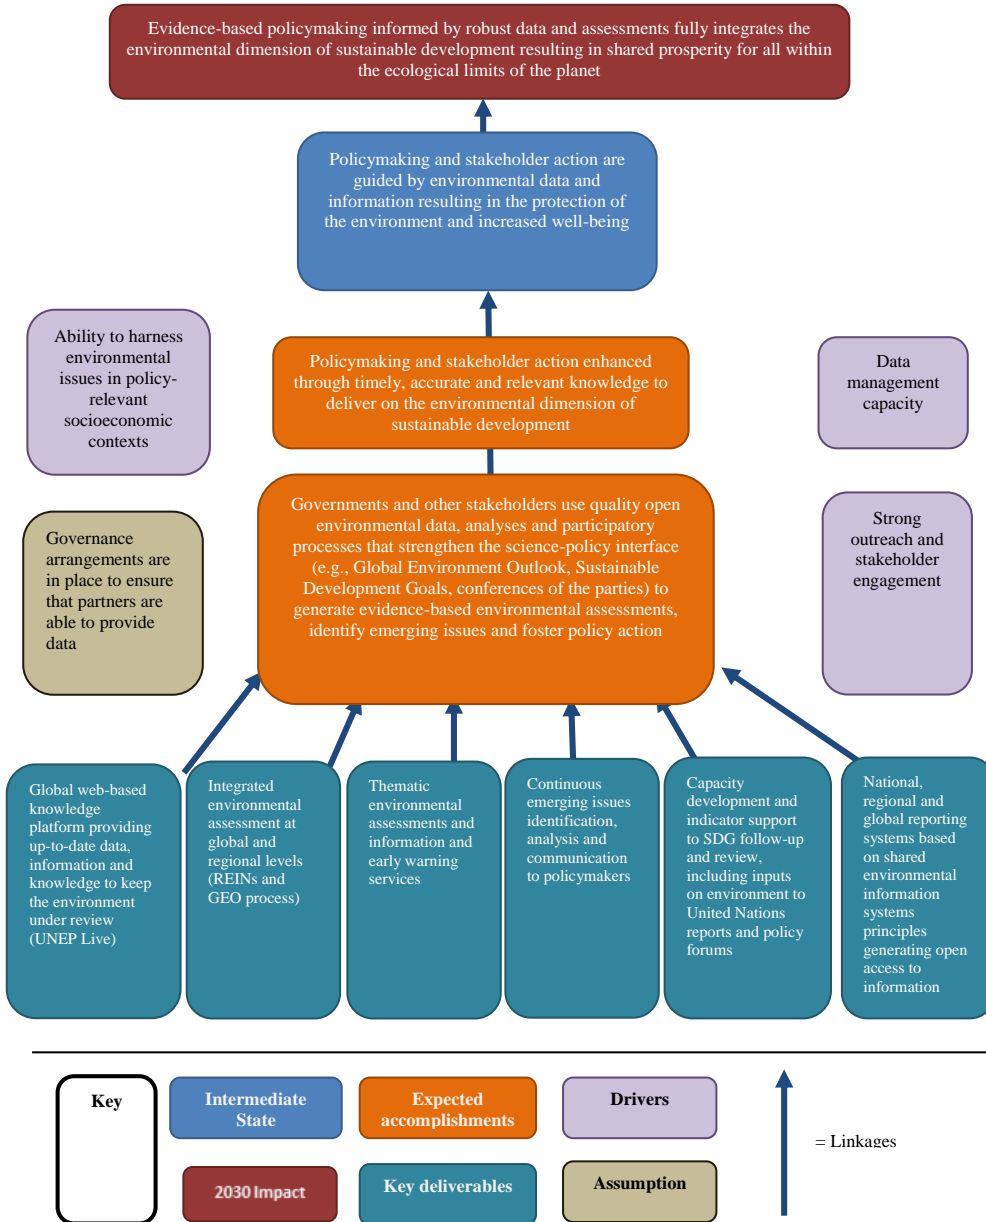 Evidence-based policymaking informed by robust data and assessments fully integrates the
environmental dimension of sustainable development resulting in shared prosperity for all within
the ecological limits of the planet
Policymaking and stakeholder action are
guided by environmental data and
information resulting in the protection of
the environment and increased well-being
Ability to harness
environmental
issues in policy-
relevant
socioeconomic
contexts
Policymaking and stakeholder action enhanced
through timely, accurate and relevant knowledge to
deliver on the environmental dimension of
sustainable development
Data
management
capacity
Governance
arrangements are
in place to ensure
that partners are
able to provide
data
Governments and other stakeholders use quality open
environmental data, analyses and participatory
processes that strengthen the science-policy interface
(e.g., Global Environment Outlook, Sustainable
Development Goals, conferences of the parties) to
generate evidence-based environmental assessments,
identify emerging issues and foster policy action
Strong
outreach and
stakeholder
engagement
Global web-based
knowledge
platform providing
up-to-date data,
information and
knowledge to keep
the environment
under review
(UNEP Live)
Integrated
environmental
assessment at
global and
regional levels
(REINs and
GEO process)
Thematic
environmental
assessments and
information and
early warning
services
Continuous
emerging issues
identification,
analysis and
communication
to policymakers
Capacity
development and
indicator support
to SDG follow-up
and review,
including inputs
on environment to
United Nations
reports and policy
forums
National,
regional and
global reporting
systems based
on shared
environmental
information
systems
principles
generating open
access to
information
Key
Intermediate
State
Expected
accomplishments
Drivers
= Linkages
2030 Impact
Key deliverables
Assumption